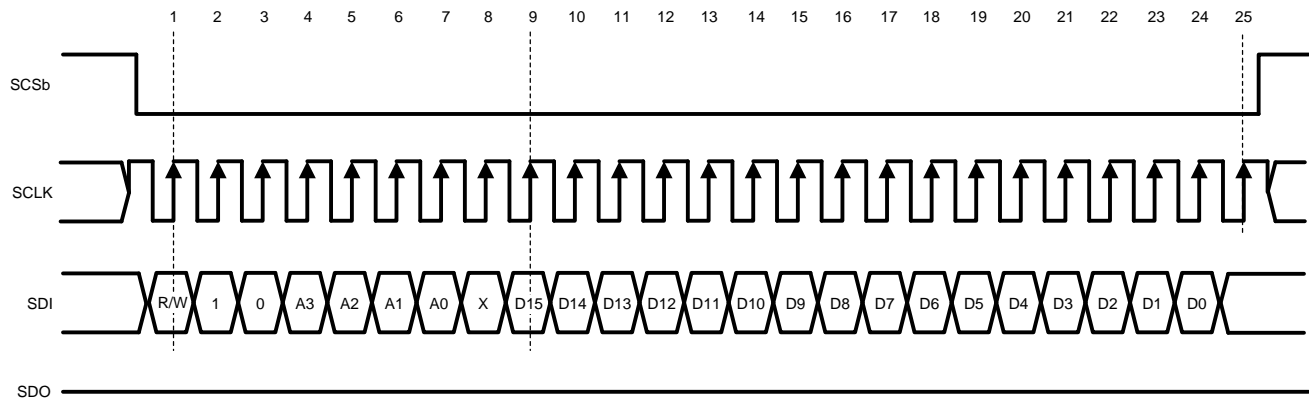 1 2 3 4 5 6 7 8 9 10 11 12 13 14 15 16 17 18 19 20 21 22 23 24 25
SCSb
SCLK
SDI R/W 1 0 A3 A2 A1 A0 X D15 D14 D13 D12 D11 D10 D9 D8 D7 D6 D5 D4 D3 D2 D1 D0
SDO